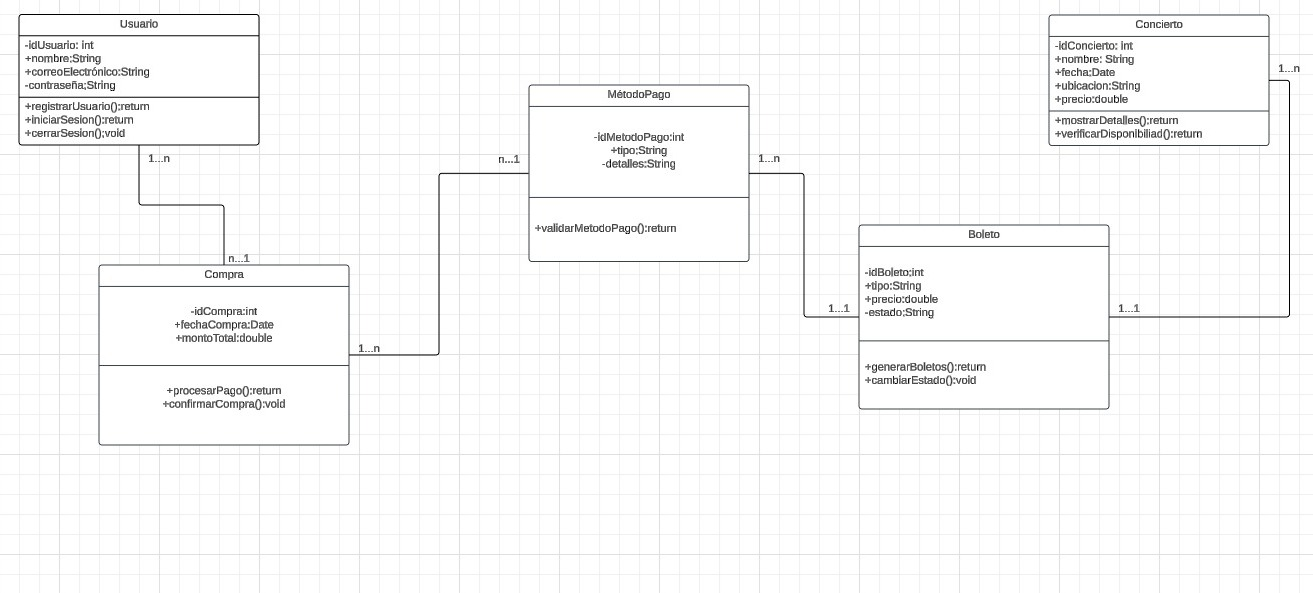 Usuario
-idUsuario: int
+nombre;String
+correoElectrónico:String
-contraseña;String
+registrarUsuario();return
+iniciarSesion():return
+cerrarSesion();void
1...n
n...1
Compra
-idCompra:int
+fechaCompra:Date
+montoTotal:double
+procesarPago():return
+confirmarCompra():void
1...n
n...1
MétodoPago
-idMetodoPago:int
+tipo;String
-detalles:String
+validarMetodoPago():return
1...n
1...1
Boleto
-idBoleto;int
+tipo:String
+precio:double
-estado;String
+generarBoletos():return
+cambiarEstado():void
1...1
Concierto
-idConcierto: int
+nombre: String
+fecha;Date
+ubicacion:String
+precio:double
+mostrarDetalles();return
+verificarDisponibiliad():return
1...n